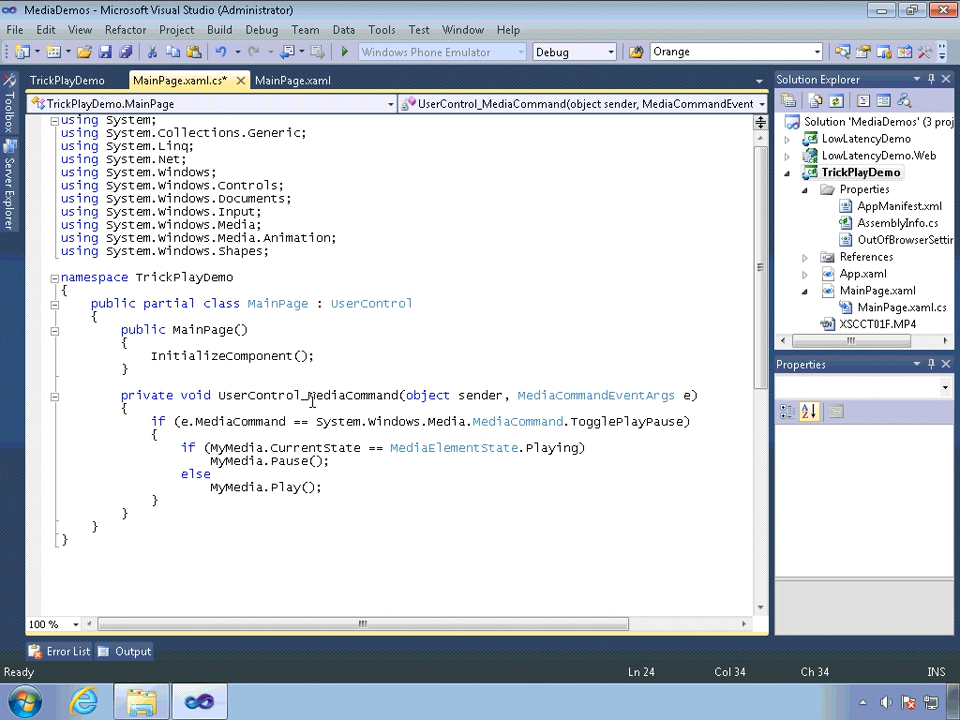 MediaDemos - Microsoft Visual Studio (Administrator)
File Edit View Refactor Project Build Debug Team Data Tools Test Window Help
Windows Phone Emulator Debug Orange
TrickPlayDemo MainPage.xaml.cs* MainPage.xaml
TrickPlayDemo.MainPage UserControl_MediaCommand(object sender, MediaCommandEvent
Toolbox
Server Explorer
using System;
using System.Collections.Generic;
using System.Linq;
using System.Net;
using System.Windows;
using System.Windows.Controls;
using System.Windows.Documents;
using System.Windows.Input;
using System.Windows.Media;
using System.Windows.Media.Animation;
using System.Windows.Shapes;
namespace TrickPlayDemo
{
public partial class MainPage : UserControl
{
public MainPage()
{
InitializeComponent();
}
private void UserControl_MediaCommand(object sender, MediaCommandEventArgs e)
{
if (e.MediaCommand == System.Windows.Media.MediaCommand.TogglePlayPause)
{
if (MyMedia.CurrentState == MediaElementState.Playing)
MyMedia.Pause();
else
MyMedia.Play();
}
}
}
}
100 %
Solution Explorer
Solution 'MediaDemos' (3 proj
LowLatencyDemo
LowLatencyDemo.Web
TrickPlayDemo
Properties
AppManifest.xml
AssemblyInfo.cs
OutOfBrowserSettin
References
App.xaml
MainPage.xaml
MainPage.xaml.cs
XSCCT01F.MP4
Properties
Error List Output
Ready Ln 24 Col 34 Ch 34 INS